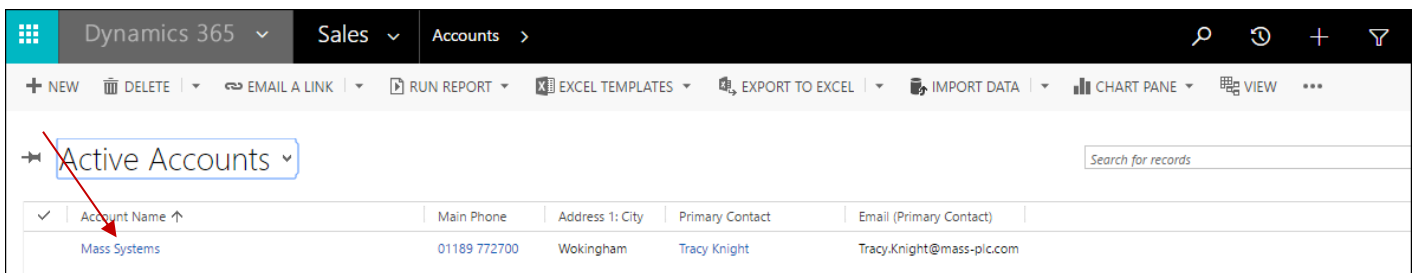 Dynamics 365 Sales Accounts >
NEW DELETE EMAIL A LINK RUN REPORT EXCEL TEMPLATES EXPORT TO EXCEL IMPORT DATA CHART PANE VIEW ...
Active Accounts
Search for records
Account Name ↑ Main Phone Address 1: City Primary Contact Email (Primary Contact)
Mass Systems 01189 772700 Wokingham Tracy Knight Tracy.Knight@mass-plc.com